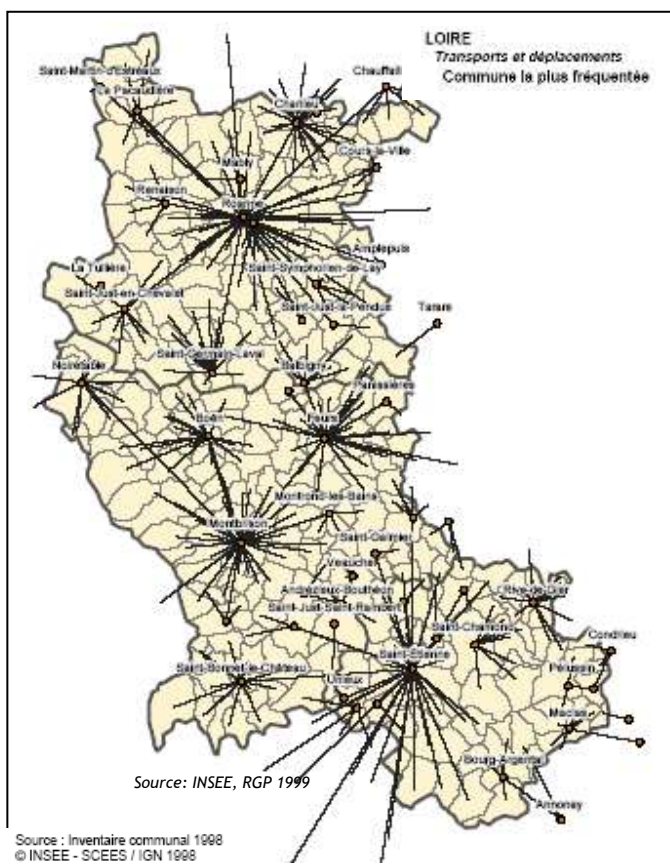 LOIRE
Transports et déplacements
Commune la plus fréquentée
Saint-Martin-d'Estréaux
La Pacaudière
Chauffaill
Charlieu
Cours-la-Ville
Mably
Renaison
Roanne
Amplepuis
Saint-Symphorien-de-Lay
La Tuilière
Saint-Just-en-Chevalet
Saint-Just-la-Pendue
Tarare
Saint-Germain-Laval
Noirétable
Balbigny
Panissières
Boën
Feurs
Montrond-les-Bains
Montbrison
Saint-Galmier
Veauche
Andrézieux-Bouthéon
Saint-Just-Saint-Rambert
Rive-de-Gier
Saint-Chamond
Saint-Étienne
Condrieu
Saint-Bonnet-le-Château
Unieux
Pélussin
Maclas
Bourg-Argental
Annonay
Source: INSEE, RGP 1999
Source : Inventaire communal 1998
© INSEE - SCEES / IGN 1998